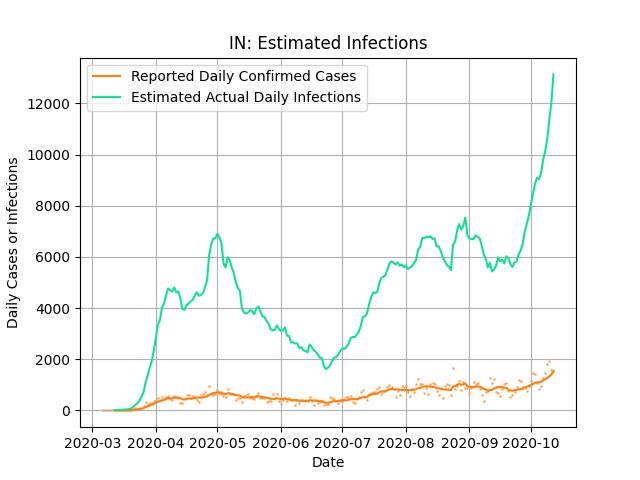 IN: Estimated Infections
Reported Daily Confirmed Cases
Estimated Actual Daily Infections
Daily Cases or Infections
12000
10000
8000
6000
4000
2000
0
2020-03 2020-04 2020-05 2020-06 2020-07 2020-08 2020-09 2020-10
Date